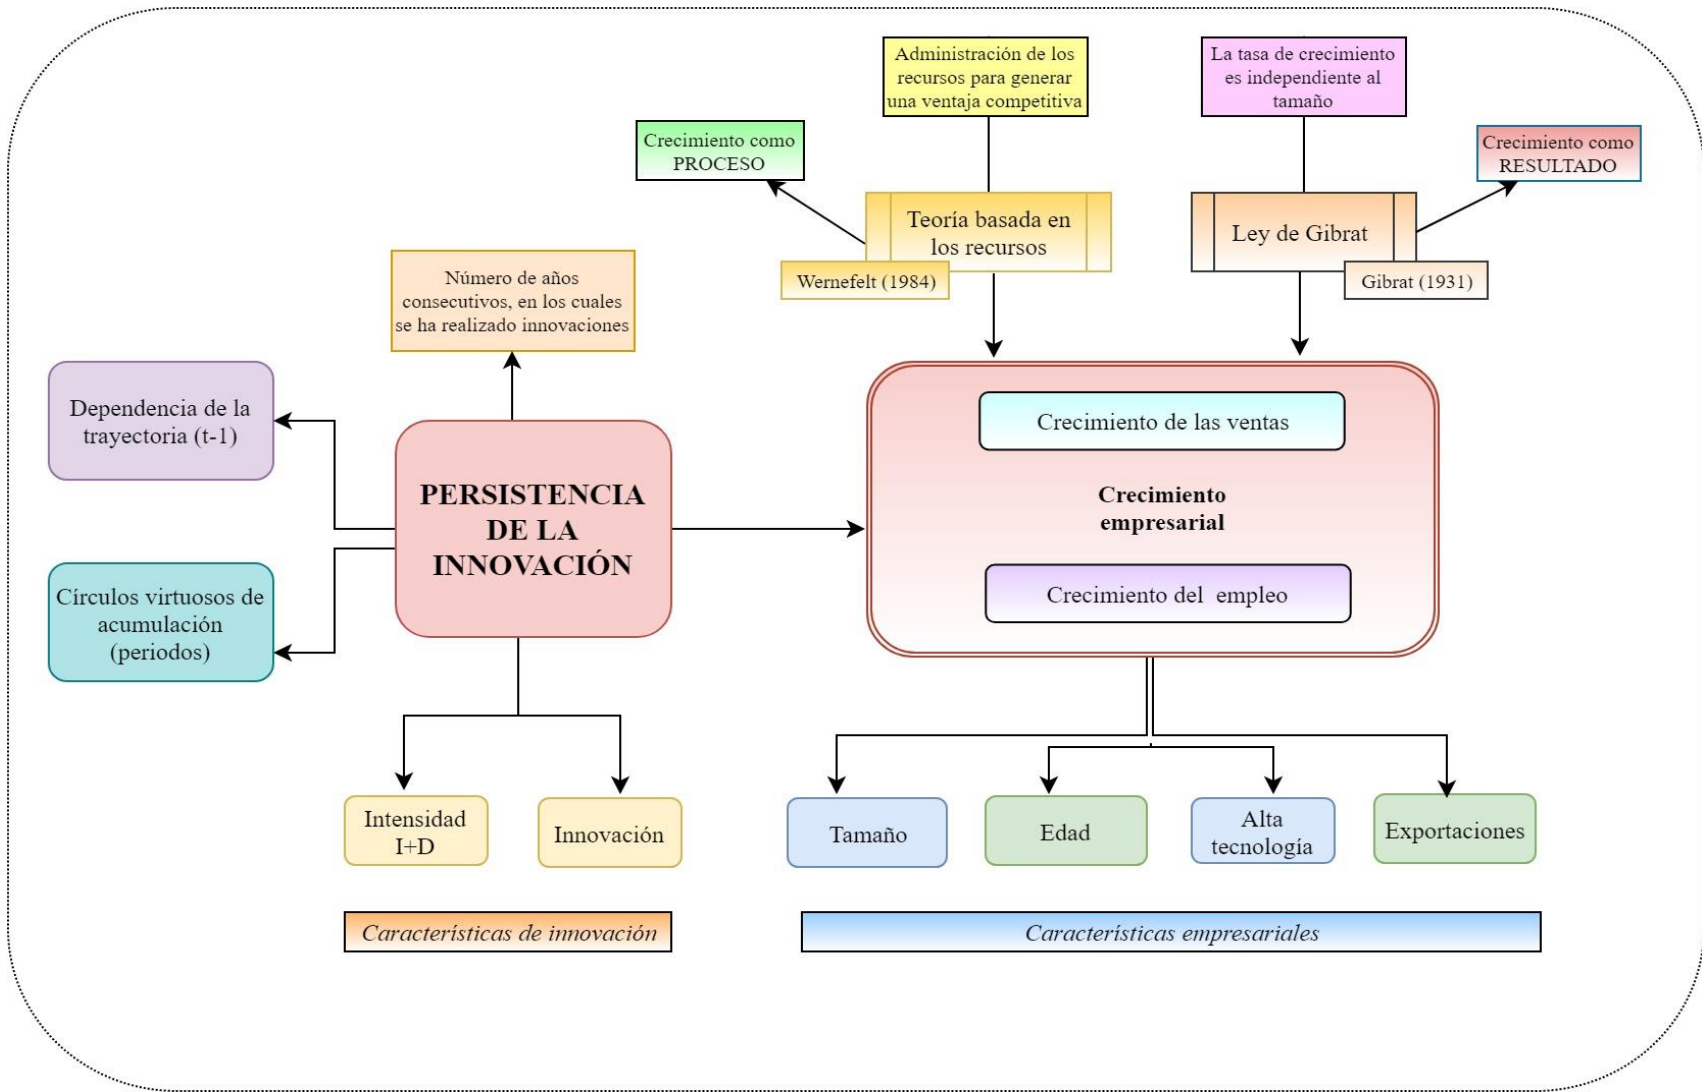 Administración de los
recursos para generar
una ventaja competitiva
La tasa de crecimiento
es independiente al
tamaño
Crecimiento como
PROCESO
Crecimiento como
RESULTADO
Teoría basada en
los recursos
Wernefelt (1984)
Ley de Gibrat
Gibrat (1931)
Número de años
consecutivos, en los cuales
se ha realizado innovaciones
Dependencia de la
trayectoria (t-1)
Círculos virtuosos de
acumulación
(periodos)
PERSISTENCIA
DE LA
INNOVACIÓN
Crecimiento de las ventas
Crecimiento
empresarial
Crecimiento del  empleo
Intensidad
I+D
Innovación
Tamaño
Edad
Alta
tecnología
Exportaciones
Características de innovación
Características empresariales